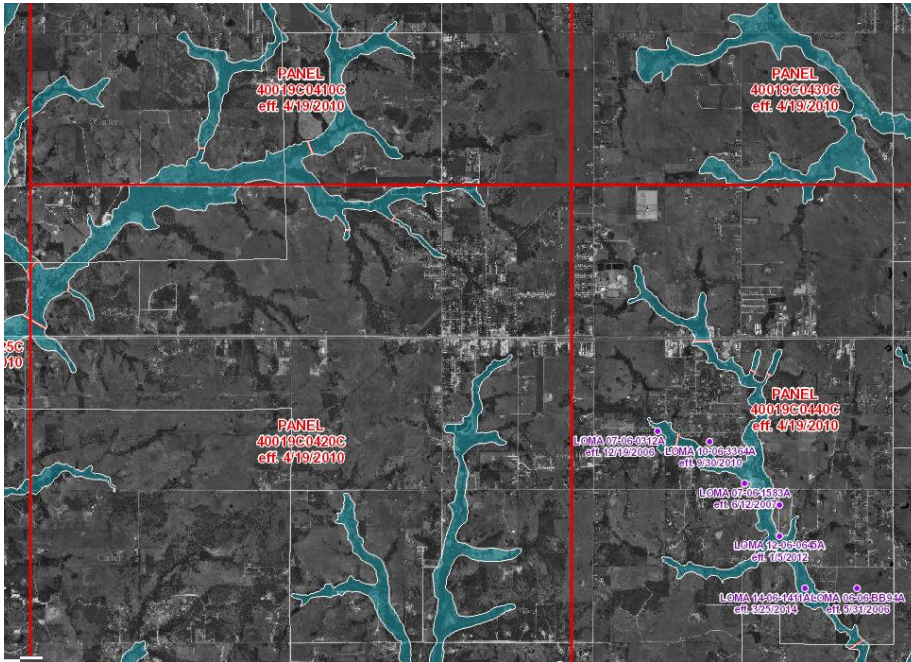 PANEL
40019C0410C
eff. 4/19/2010
PANEL
40019C0430C
eff. 4/19/2010
25C
010
PANEL
40019C0420C
eff. 4/19/2010
PANEL
40019C0440C
eff. 4/19/2010
LOMA 07-06-0312A
eff. 12/19/2006
LOMA 10-06-3364A
eff. 9/30/2010
LOMA 07-06-1583A
eff. 6/12/2007
LOMA 12-06-0645A
eff. 1/5/2012
LOMA 14-06-1411A
eff. 3/25/2014
LOMA 06-06-BB94A
eff. 5/31/2006